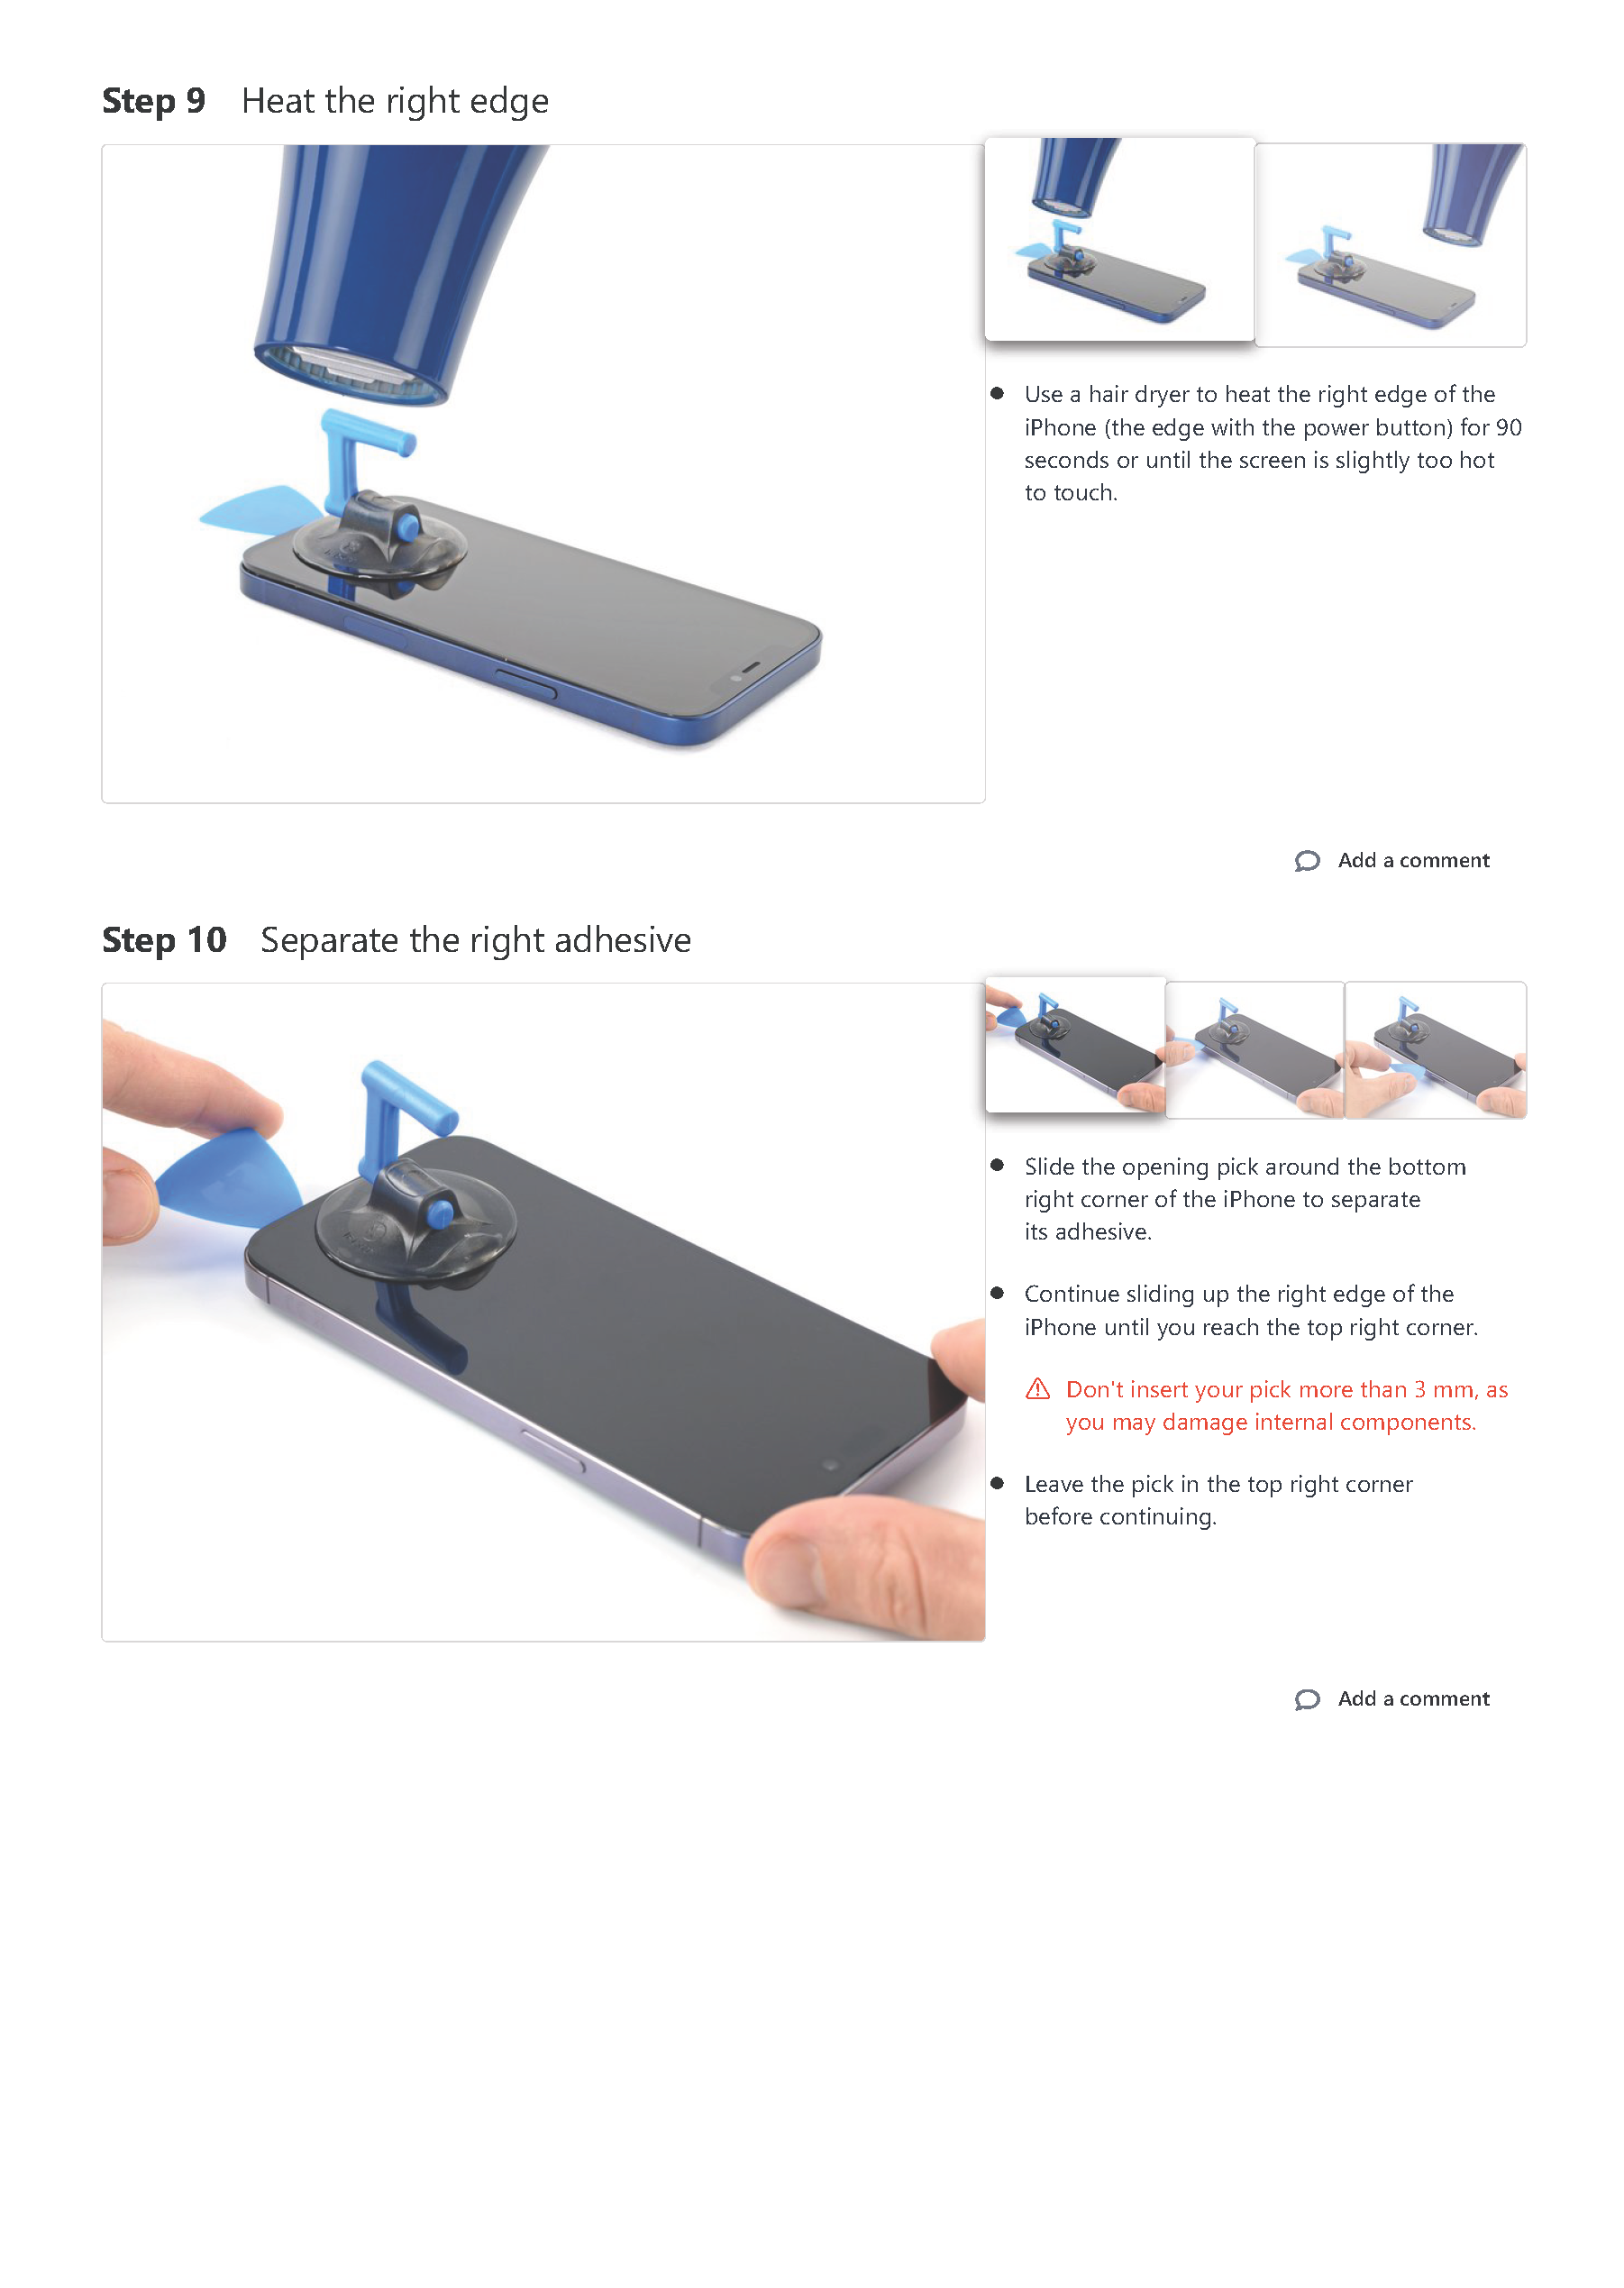 Step 9 Heat the right edge
Use a hair dryer to heat the right edge of the
iPhone (the edge with the power button) for 90
seconds or until the screen is slightly too hot
to touch.
Add a comment
Step 10 Separate the right adhesive
Slide the opening pick around the bottom
right corner of the iPhone to separate
its adhesive.
Continue sliding up the right edge of the
iPhone until you reach the top right corner.
Don't insert your pick more than 3 mm, as
you may damage internal components.
Leave the pick in the top right corner
before continuing.
Add a comment